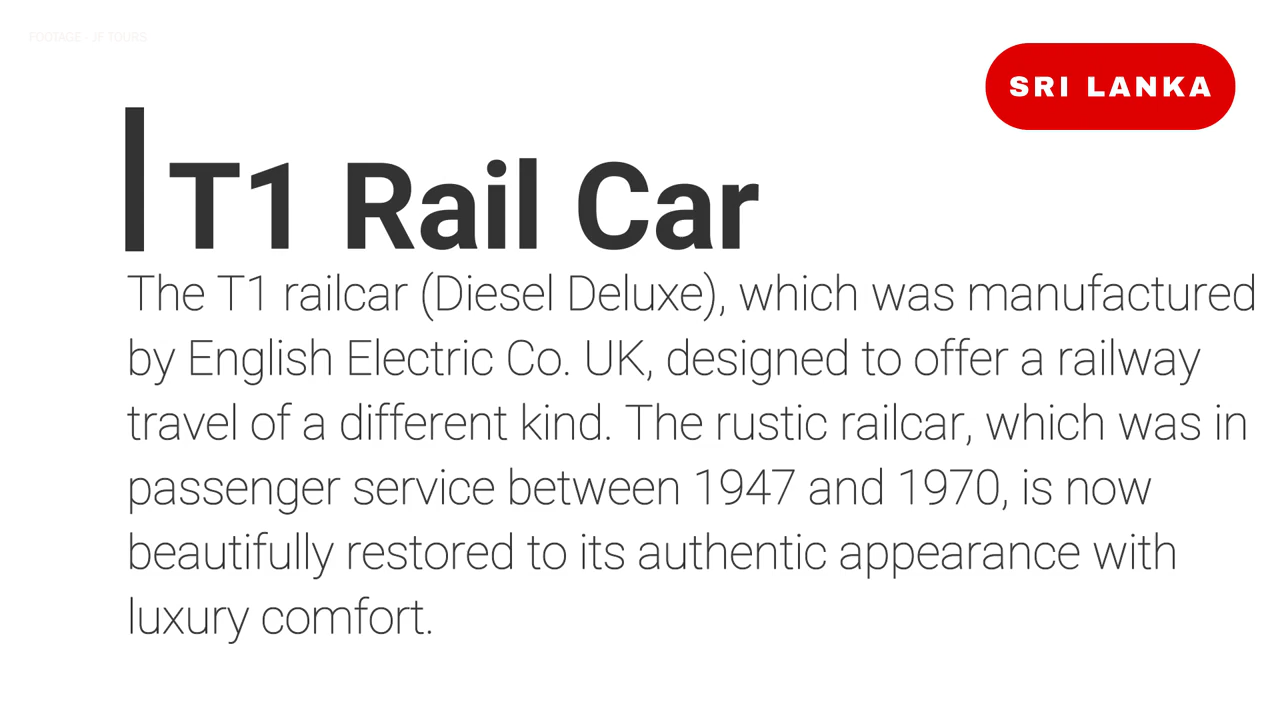 FOOTAGE - JF TOURS
SRI LANKA
T1 Rail Car
The T1 railcar (Diesel Deluxe), which was manufactured
by English Electric Co. UK, designed to offer a railway
travel of a different kind. The rustic railcar, which was in
passenger service between 1947 and 1970, is now
beautifully restored to its authentic appearance with
luxury comfort.